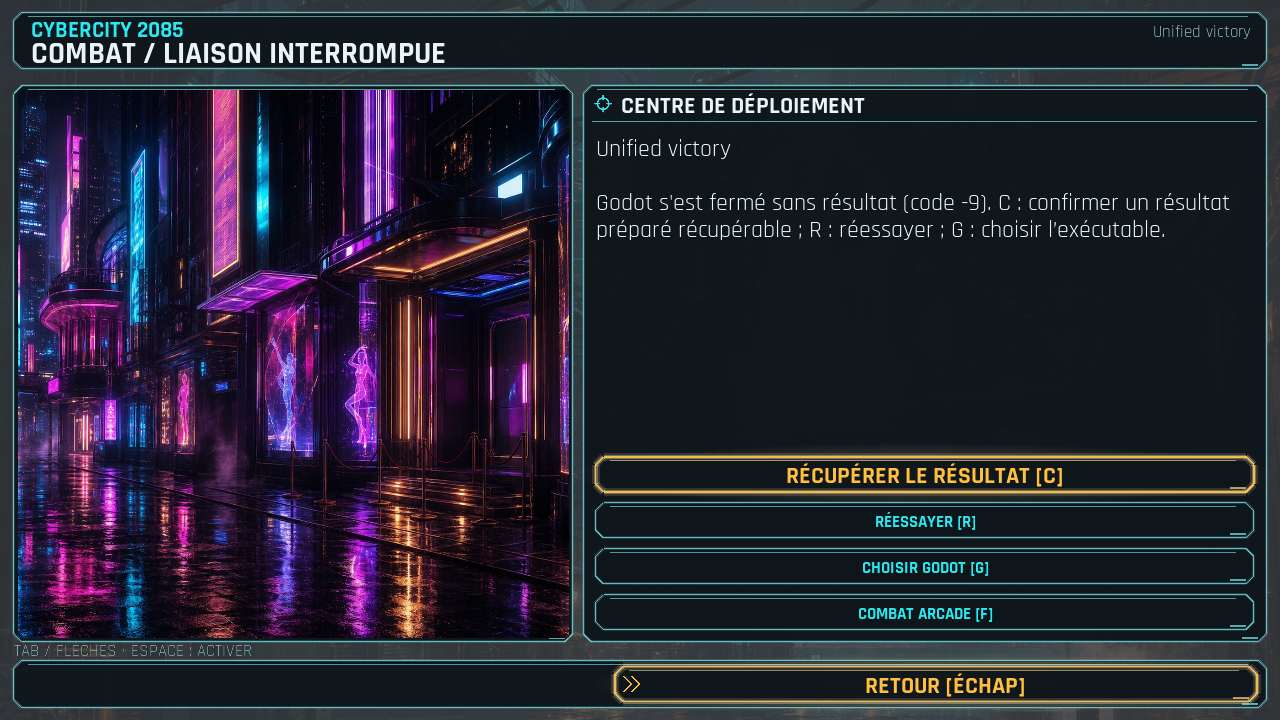 CYBERCITY 2085
COMBAT / LIAISON INTERROMPUE
Unified victory
CENTRE DE DÉPLOIEMENT
Unified victory
Godot s'est fermé sans résultat (code -9). C : confirmer un résultat
préparé récupérable ; R : réessayer ; G : choisir l'exécutable.
RÉCUPÉRER LE RÉSULTAT [C]
RÉESSAYER [R]
CHOISIR GODOT [G]
COMBAT ARCADE [F]
TAB / FLECHES · ESPACE : ACTIVER
RETOUR [ÉCHAP]